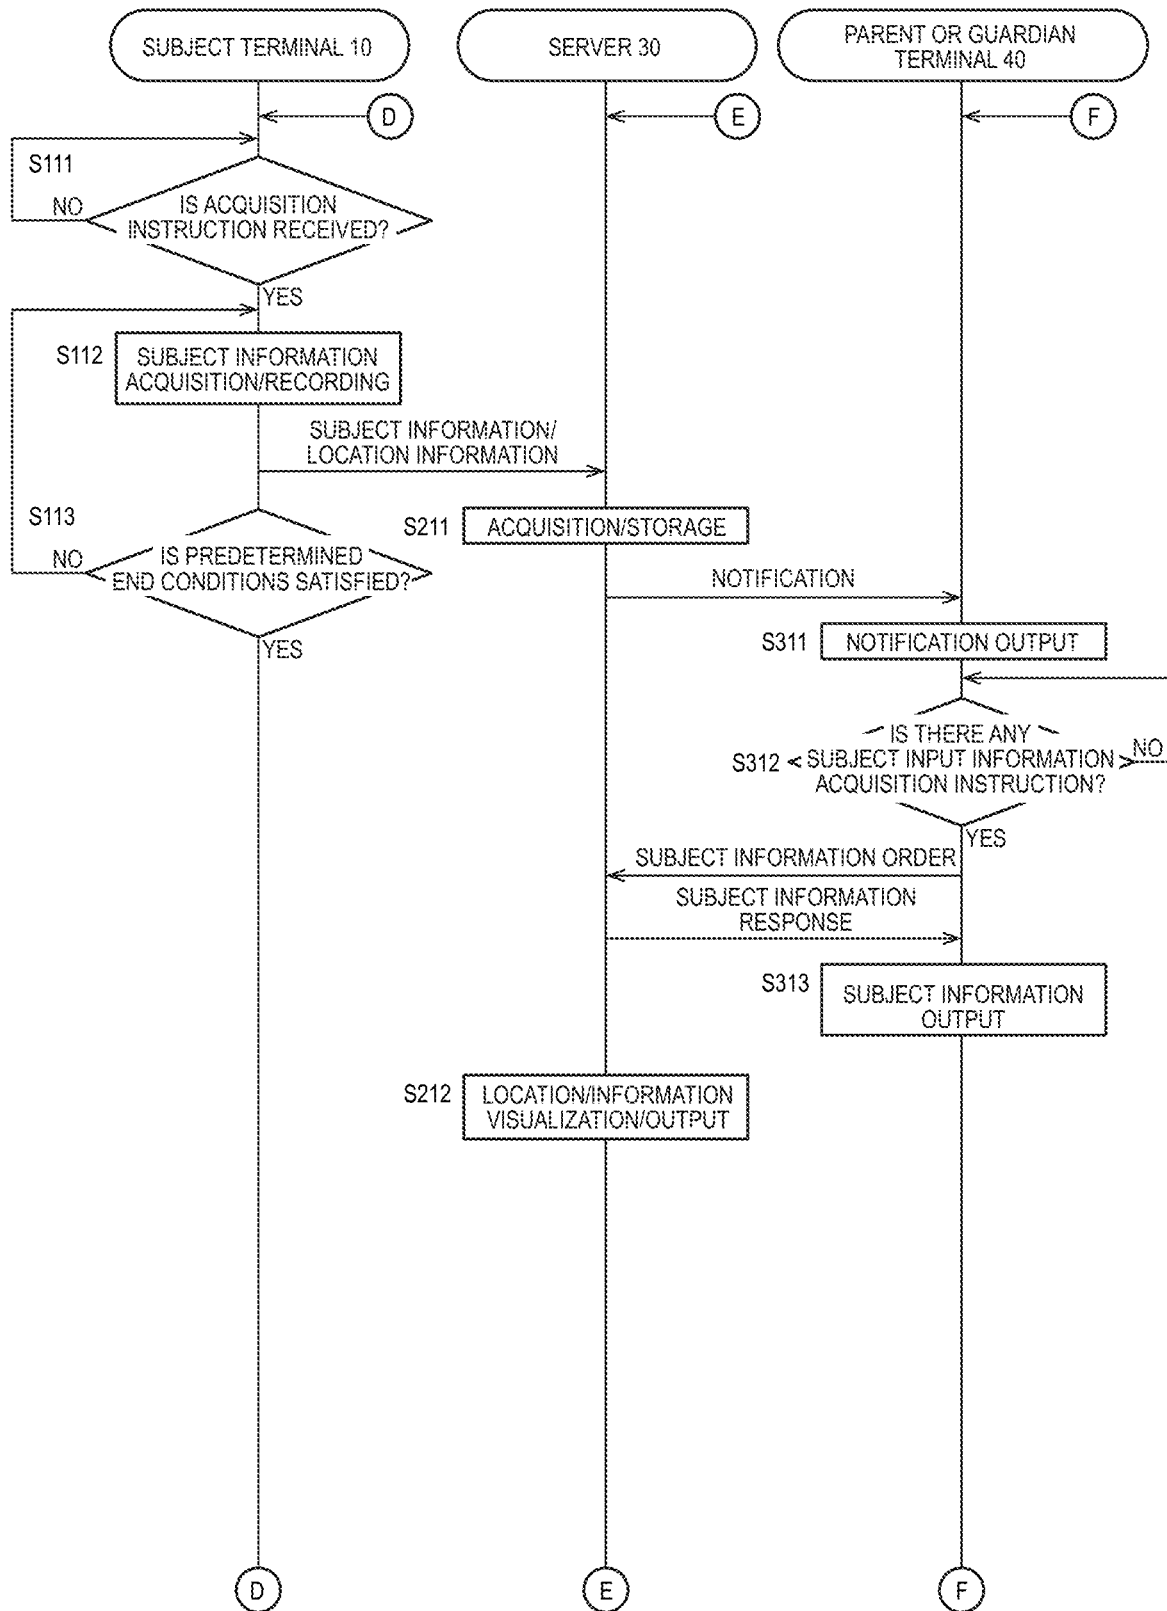 SUBJECT TERMINAL 10
SERVER 30
PARENT OR GUARDIAN
TERMINAL 40
D
E
F
S111
NO
IS ACQUISITION
INSTRUCTION RECEIVED?
YES
S112
SUBJECT INFORMATION
ACQUISITION/RECORDING
SUBJECT INFORMATION/
LOCATION INFORMATION
S113
NO
IS PREDETERMINED
END CONDITIONS SATISFIED?
YES
S211
ACQUISITION/STORAGE
NOTIFICATION
S311
NOTIFICATION OUTPUT
S312
IS THERE ANY
SUBJECT INPUT INFORMATION
ACQUISITION INSTRUCTION?
NO
YES
SUBJECT INFORMATION ORDER
SUBJECT INFORMATION
RESPONSE
S313
SUBJECT INFORMATION
OUTPUT
S212
LOCATION/INFORMATION
VISUALIZATION/OUTPUT
D
E
F